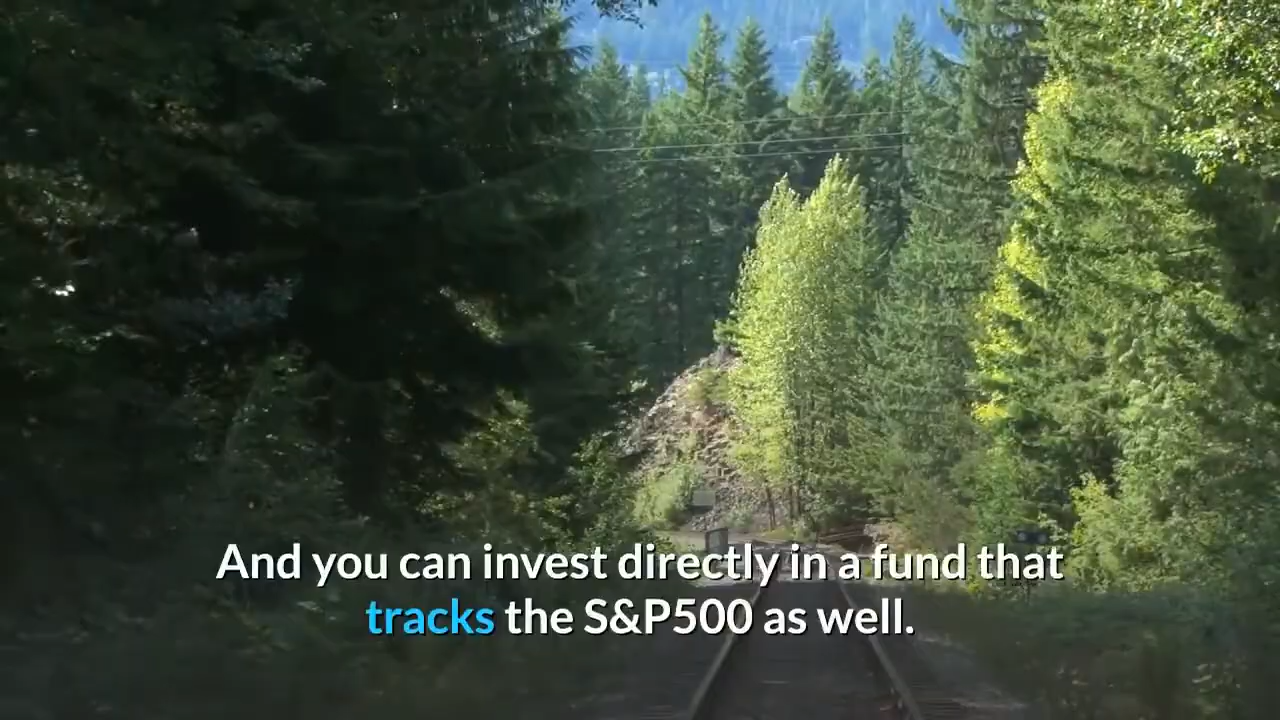 And you can invest directly in a fund that
tracks the S&P500 as well.